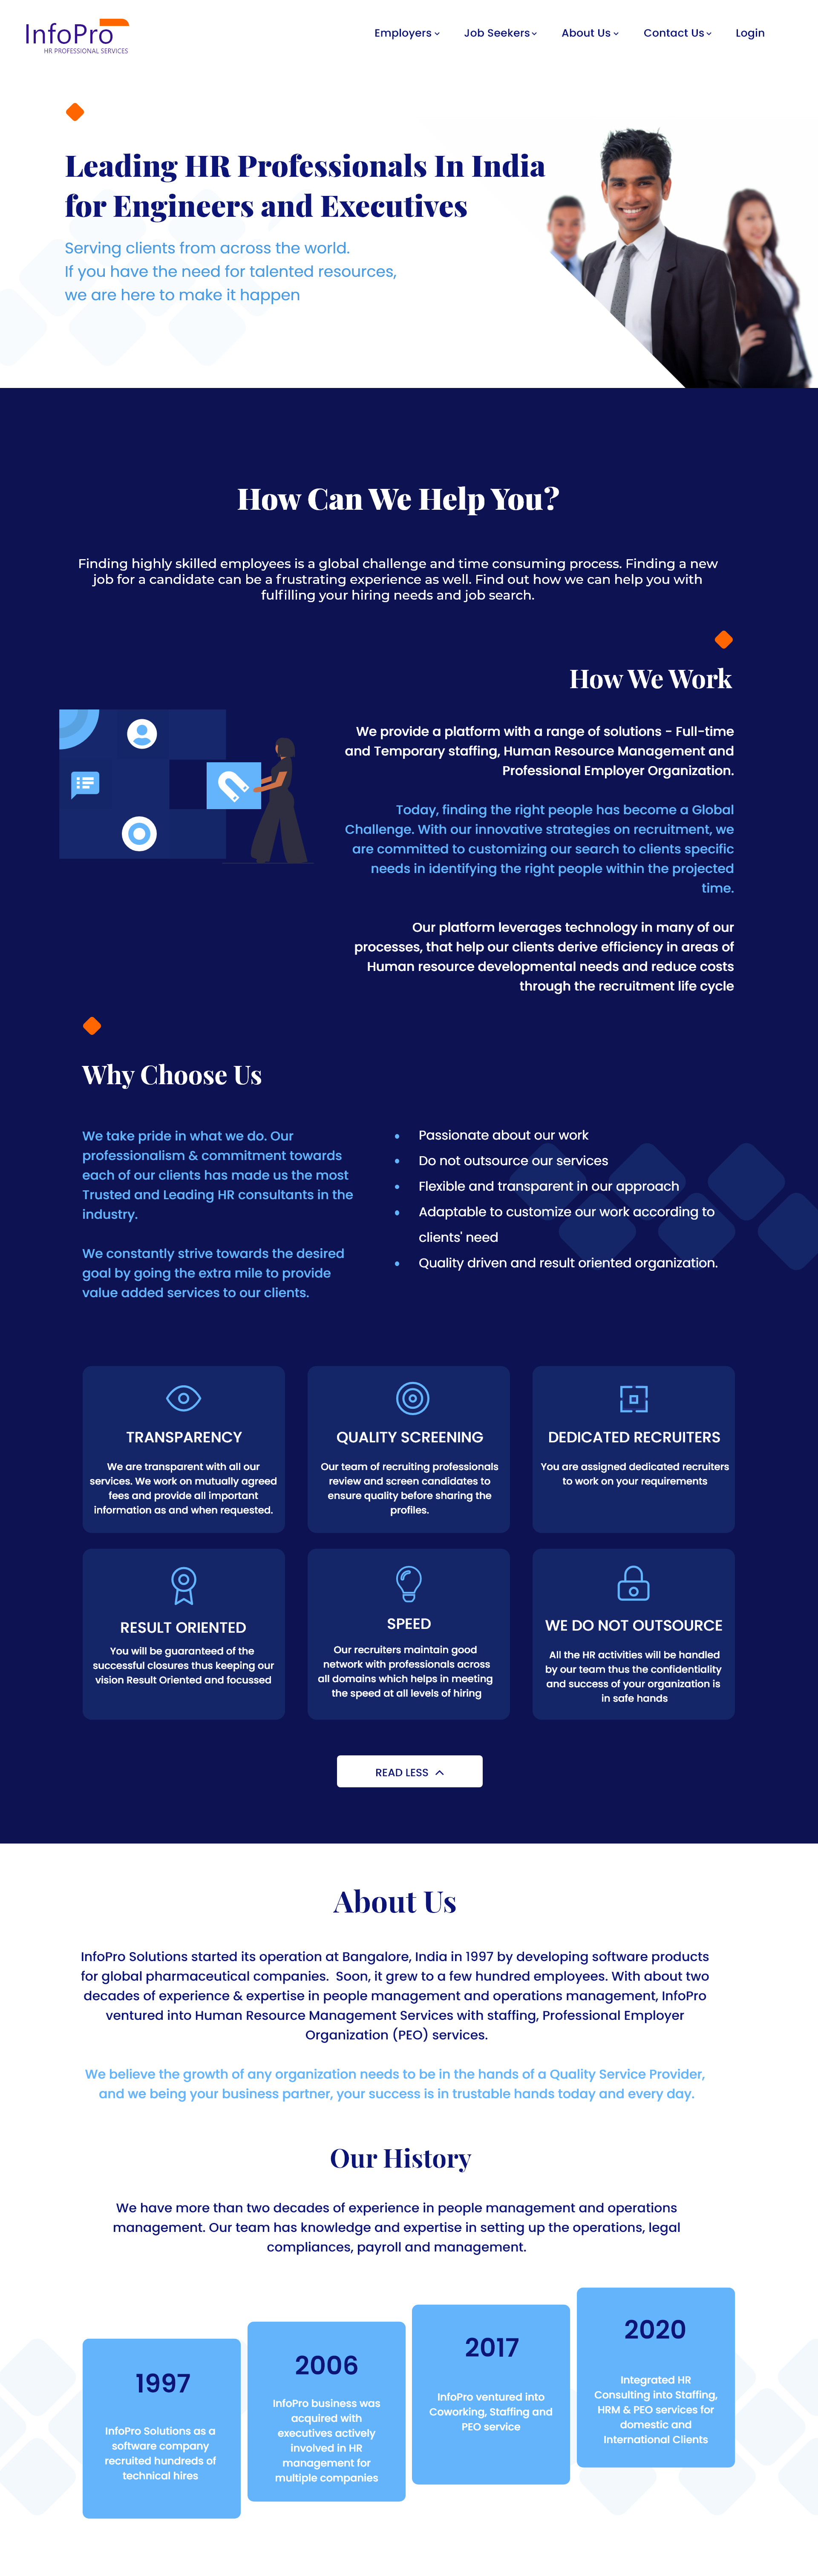 InfoPro
HR PROFESSIONAL SERVICES
Employers
Job Seekers
About Us
Contact Us
Login
Leading HR Professionals In India
for Engineers and Executives
Serving clients from across the world.
If you have the need for talented resources,
we are here to make it happen
How Can We Help You?
Finding highly skilled employees is a global challenge and time consuming process. Finding a new
job for a candidate can be a frustrating experience as well. Find out how we can help you with
fulfilling your hiring needs and job search.
How We Work
We provide a platform with a range of solutions - Full-time
and Temporary staffing, Human Resource Management and
Professional Employer Organization.
Today, finding the right people has become a Global
Challenge. With our innovative strategies on recruitment, we
are committed to customizing our search to clients specific
needs in identifying the right people within the projected
time.
Our platform leverages technology in many of our
processes, that help our clients derive efficiency in areas of
Human resource developmental needs and reduce costs
through the recruitment life cycle
Why Choose Us
We take pride in what we do. Our
professionalism & commitment towards
each of our clients has made us the most
Trusted and Leading HR consultants in the
industry.
We constantly strive towards the desired
goal by going the extra mile to provide
value added services to our clients.
• Passionate about our work
• Do not outsource our services
• Flexible and transparent in our approach
• Adaptable to customize our work according to
clients' need
• Quality driven and result oriented organization.
TRANSPARENCY
We are transparent with all our
services. We work on mutually agreed
fees and provide all important
information as and when requested.
QUALITY SCREENING
Our team of recruiting professionals
review and screen candidates to
ensure quality before sharing the
profiles.
DEDICATED RECRUITERS
You are assigned dedicated recruiters
to work on your requirements
RESULT ORIENTED
You will be guaranteed of the
successful closures thus keeping our
vision Result Oriented and focussed
SPEED
Our recruiters maintain good
network with professionals across
all domains which helps in meeting
the speed at all levels of hiring
WE DO NOT OUTSOURCE
All the HR activities will be handled
by our team thus the confidentiality
and success of your organization is
in safe hands
READ LESS
About Us
InfoPro Solutions started its operation at Bangalore, India in 1997 by developing software products
for global pharmaceutical companies.  Soon, it grew to a few hundred employees. With about two
decades of experience & expertise in people management and operations management, InfoPro
ventured into Human Resource Management Services with staffing, Professional Employer
Organization (PEO) services.
We believe the growth of any organization needs to be in the hands of a Quality Service Provider,
and we being your business partner, your success is in trustable hands today and every day.
Our History
We have more than two decades of experience in people management and operations
management. Our team has knowledge and expertise in setting up the operations, legal
compliances, payroll and management.
1997
InfoPro Solutions as a
software company
recruited hundreds of
technical hires
2006
InfoPro business was
acquired with
executives actively
involved in HR
management for
multiple companies
2017
InfoPro ventured into
Coworking, Staffing and
PEO service
2020
Integrated HR
Consulting into Staffing,
HRM & PEO services for
domestic and
International Clients